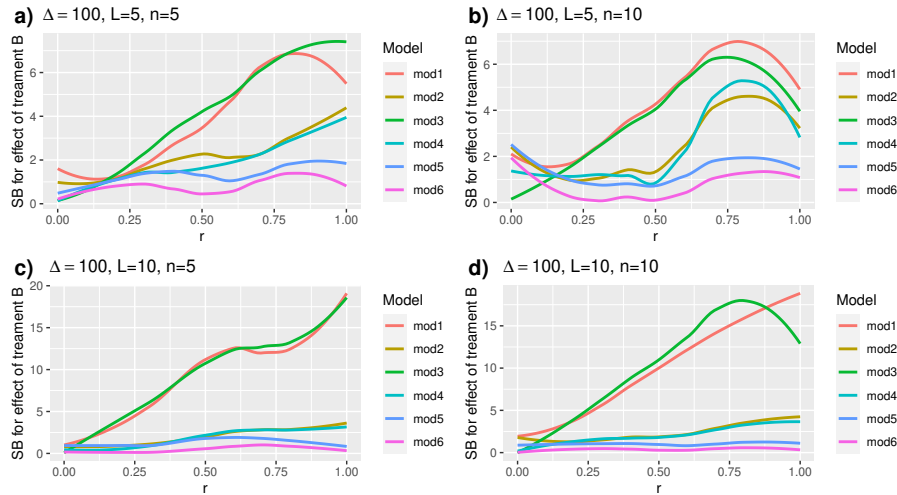 a) Δ = 100, L=5, n=5
SB for effect of treament B
6
4
2
0
0.00 0.25 0.50 0.75 1.00
r
Model
mod1
mod2
mod3
mod4
mod5
mod6
b) Δ = 100, L=5, n=10
SB for effect of treament B
6
4
2
0
0.00 0.25 0.50 0.75 1.00
r
Model
mod1
mod2
mod3
mod4
mod5
mod6
c) Δ = 100, L=10, n=5
SB for effect of treament B
20
15
10
5
0
0.00 0.25 0.50 0.75 1.00
r
Model
mod1
mod2
mod3
mod4
mod5
mod6
d) Δ = 100, L=10, n=10
SB for effect of treament B
15
10
5
0
0.00 0.25 0.50 0.75 1.00
r
Model
mod1
mod2
mod3
mod4
mod5
mod6